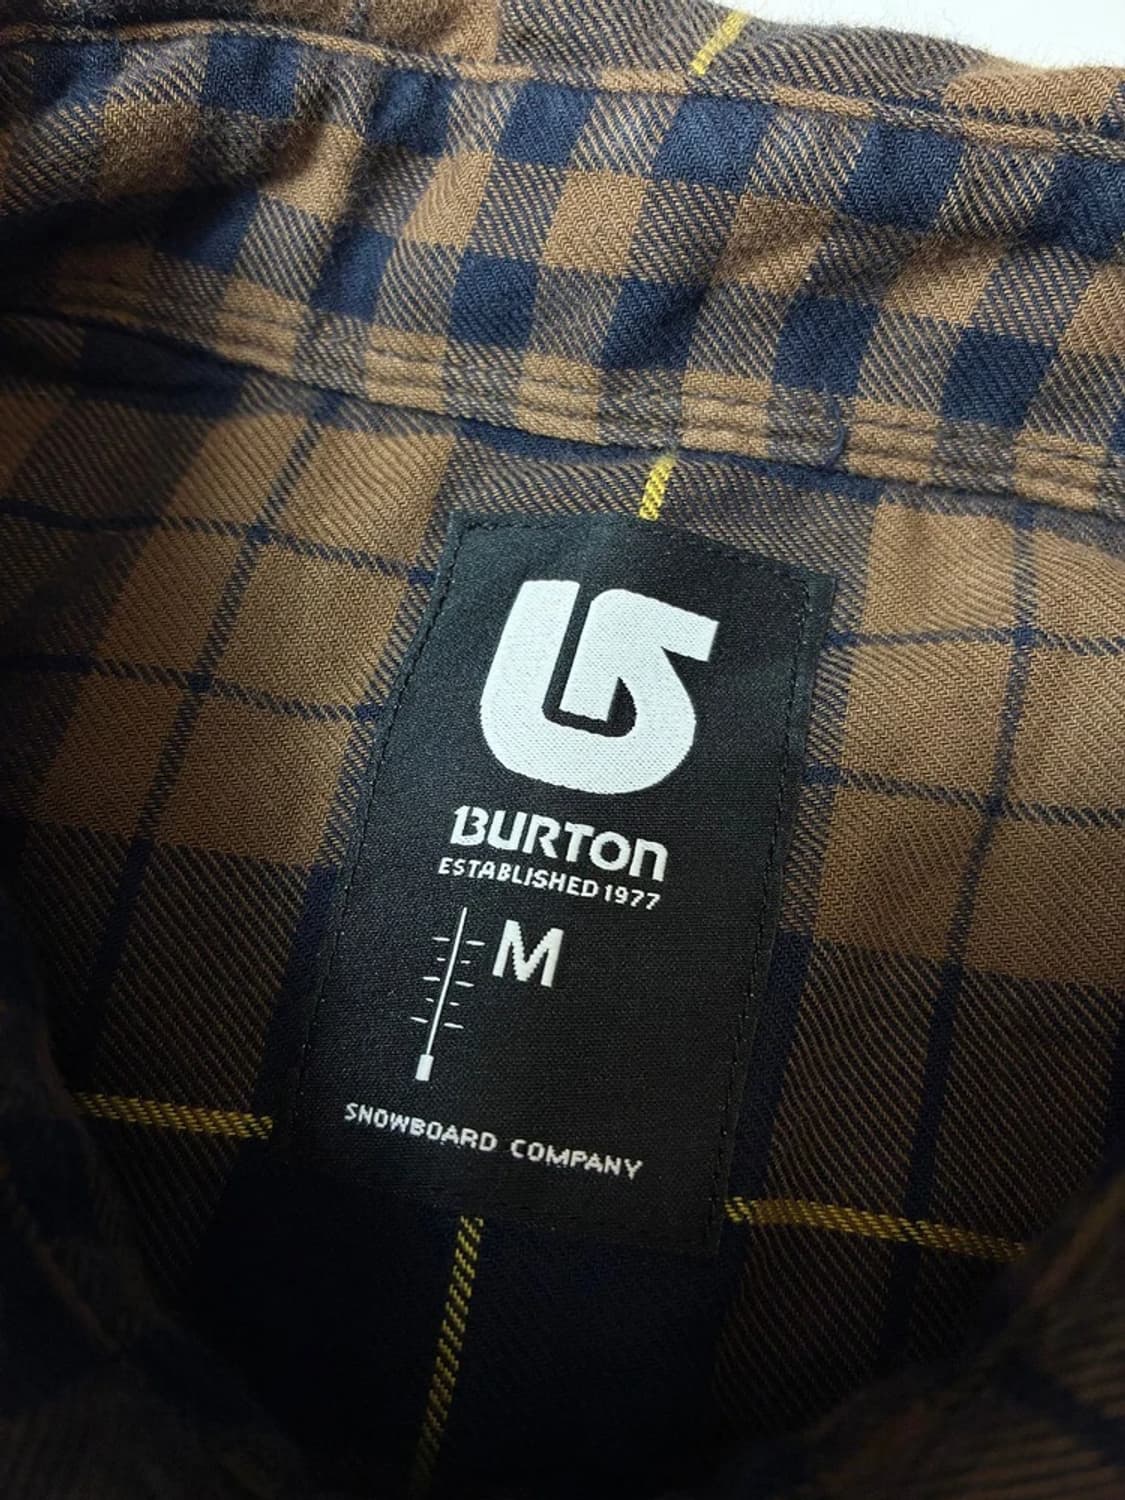 BURTON
ESTABLISHED 1977
M
SNOWBOARD COMPANY